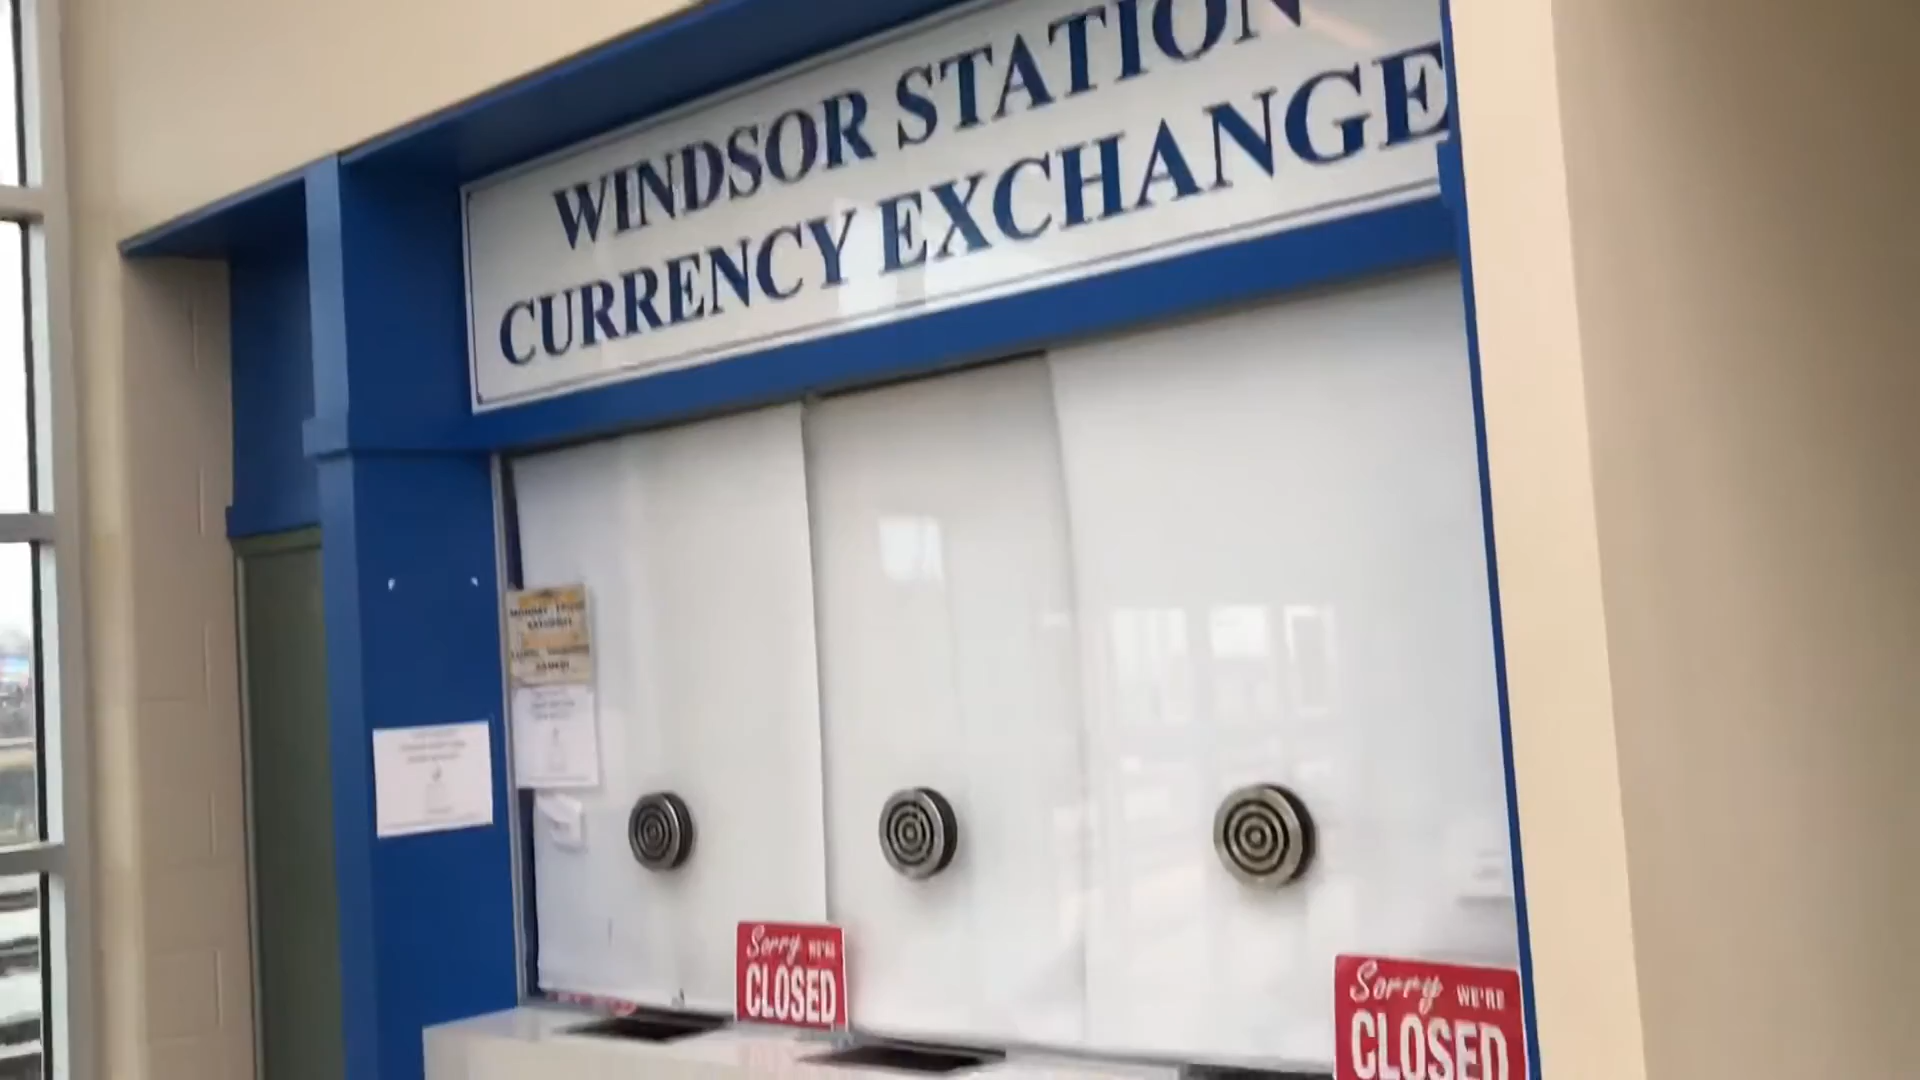 WINDSOR STATION
CURRENCY EXCHANGE
Sorry WE'RE
CLOSED
Sorry WE'RE
CLOSED